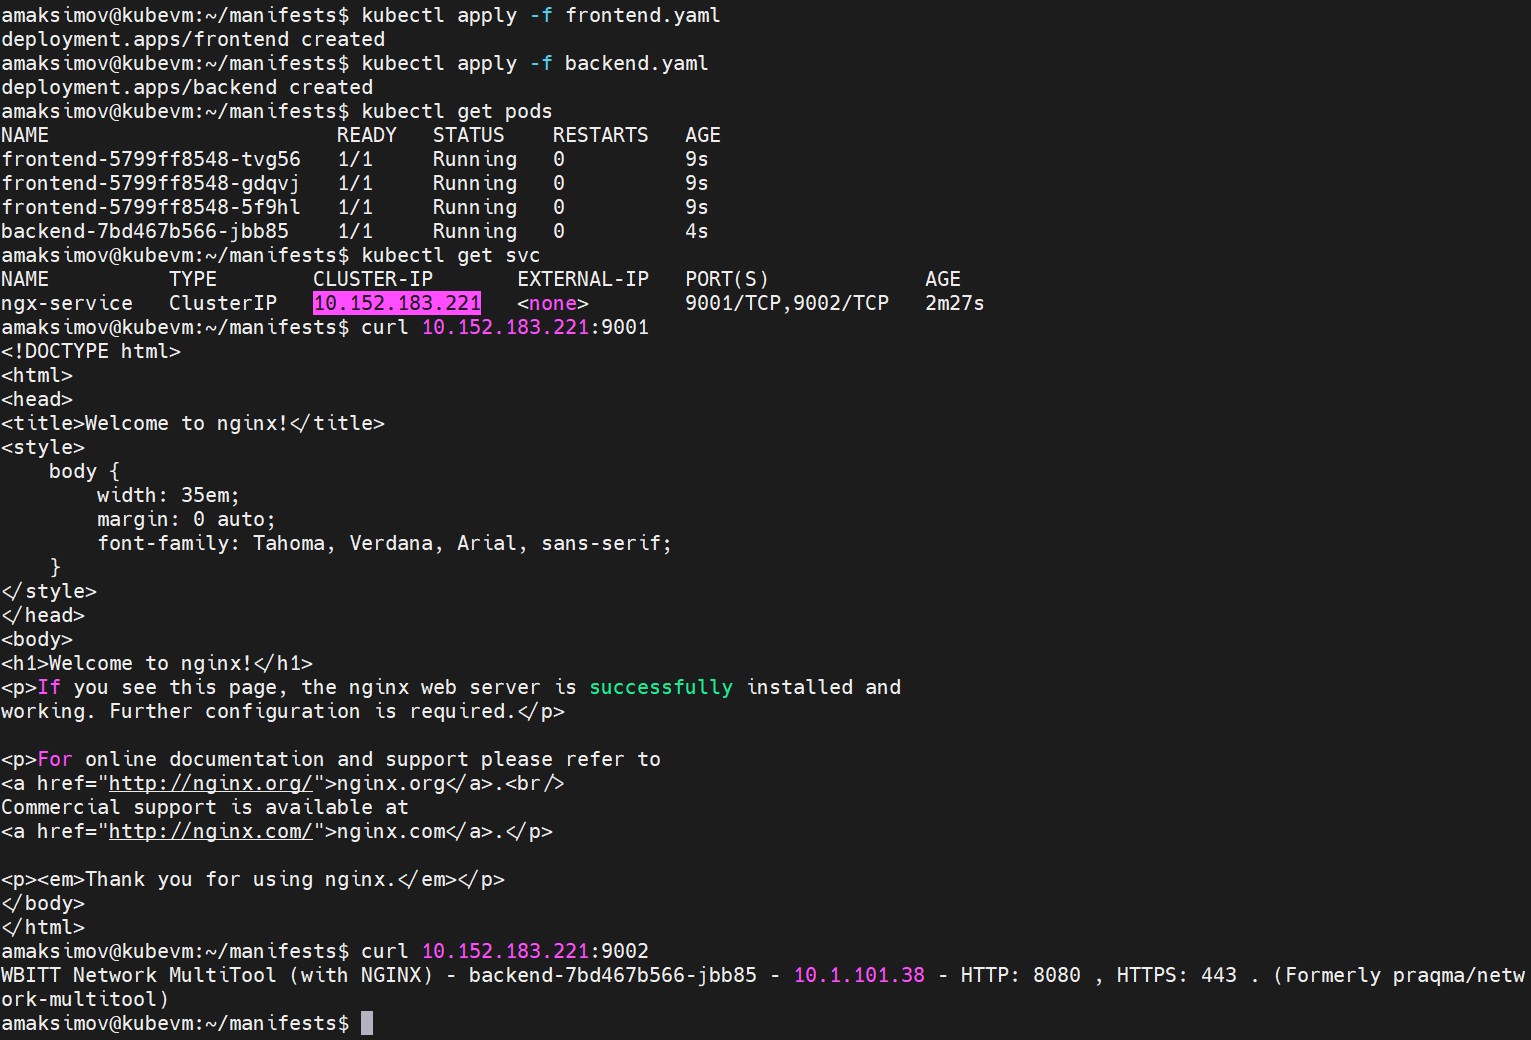 amaksimov@kubevm:~/manifests$ kubectl apply -f frontend.yaml
deployment.apps/frontend created
amaksimov@kubevm:~/manifests$ kubectl apply -f backend.yaml
deployment.apps/backend created
amaksimov@kubevm:~/manifests$ kubectl get pods
NAME                        READY   STATUS    RESTARTS   AGE
frontend-5799ff8548-tvg56   1/1     Running   0          9s
frontend-5799ff8548-gdqvj   1/1     Running   0          9s
frontend-5799ff8548-5f9hl   1/1     Running   0          9s
backend-7bd467b566-jbb85    1/1     Running   0          4s
amaksimov@kubevm:~/manifests$ kubectl get svc
NAME          TYPE        CLUSTER-IP       EXTERNAL-IP   PORT(S)             AGE
ngx-service   ClusterIP   10.152.183.221   <none>        9001/TCP,9002/TCP   2m27s
amaksimov@kubevm:~/manifests$ curl 10.152.183.221:9001
<!DOCTYPE html>
<html>
<head>
<title>Welcome to nginx!</title>
<style>
    body {
        width: 35em;
        margin: 0 auto;
        font-family: Tahoma, Verdana, Arial, sans-serif;
    }
</style>
</head>
<body>
<h1>Welcome to nginx!</h1>
<p>If you see this page, the nginx web server is successfully installed and
working. Further configuration is required.</p>

<p>For online documentation and support please refer to
<a href="http://nginx.org/">nginx.org</a>.<br/>
Commercial support is available at
<a href="http://nginx.com/">nginx.com</a>.</p>

<p><em>Thank you for using nginx.</em></p>
</body>
</html>
amaksimov@kubevm:~/manifests$ curl 10.152.183.221:9002
WBITT Network MultiTool (with NGINX) - backend-7bd467b566-jbb85 - 10.1.101.38 - HTTP: 8080 , HTTPS: 443 . (Formerly praqma/netw
ork-multitool)
amaksimov@kubevm:~/manifests$